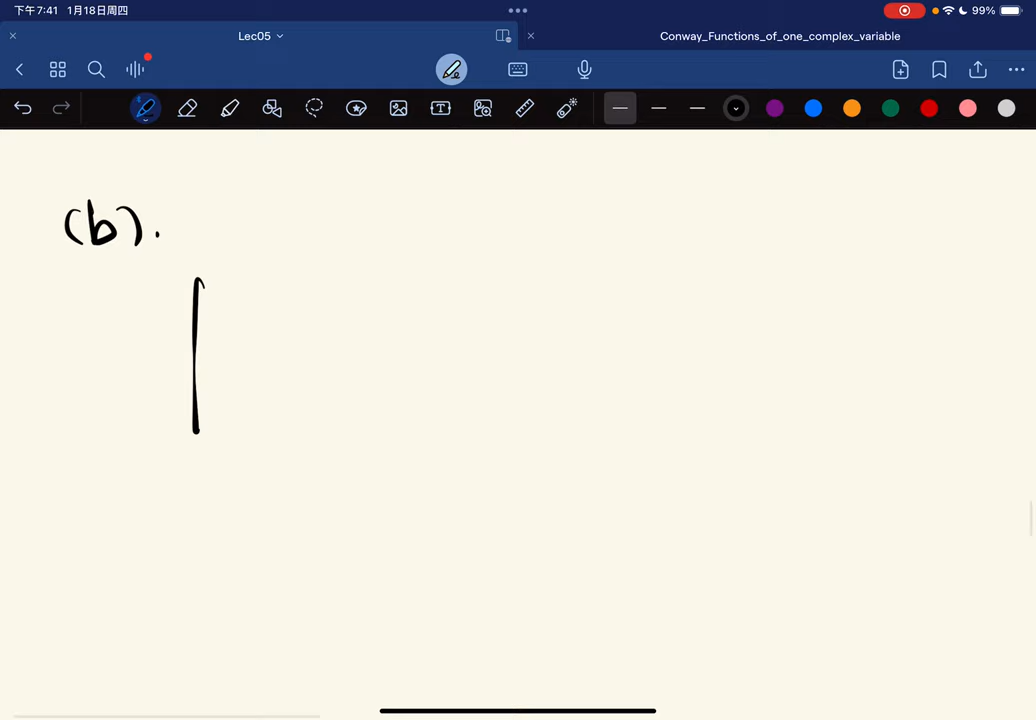 下午7:41 1月18日周四 99%
Lec05 Conway_Functions_of_one_complex_variable
(b).